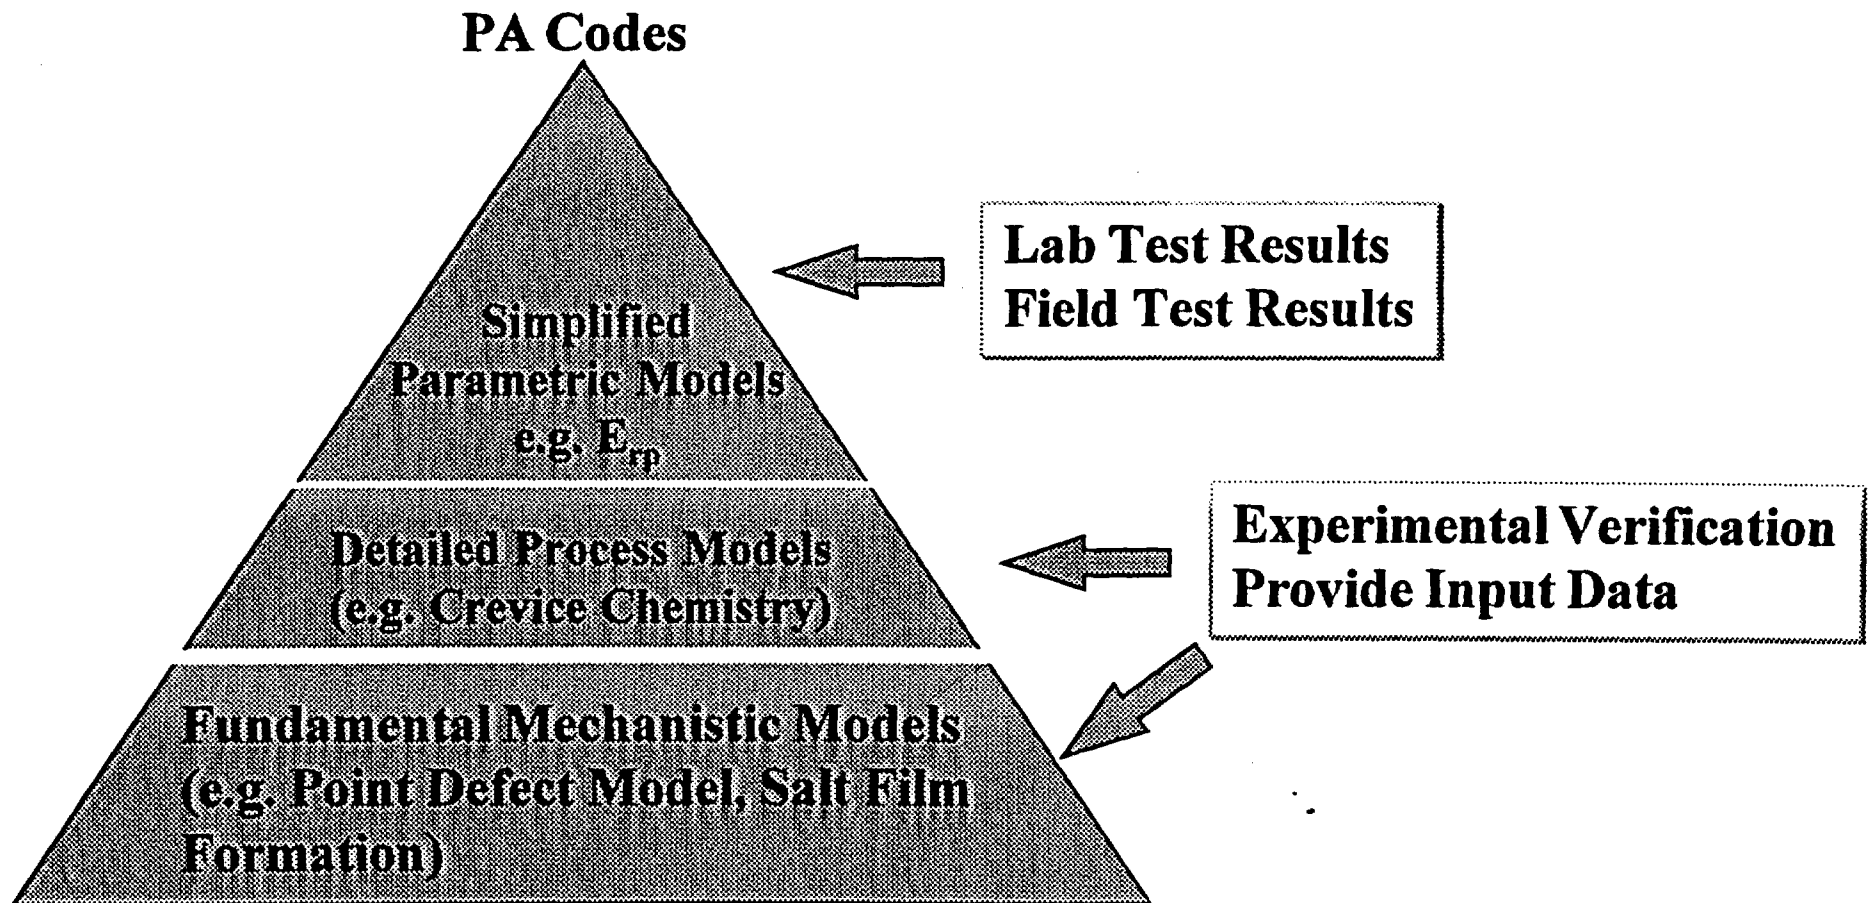 PA Codes
Simplified
Parametric Models
e.g. Erp
Lab Test Results
Field Test Results
Detailed Process Models
(e.g. Crevice Chemistry)
Experimental Verification
Provide Input Data
Fundamental Mechanistic Models
(e.g. Point Defect Model, Salt Film
Formation)